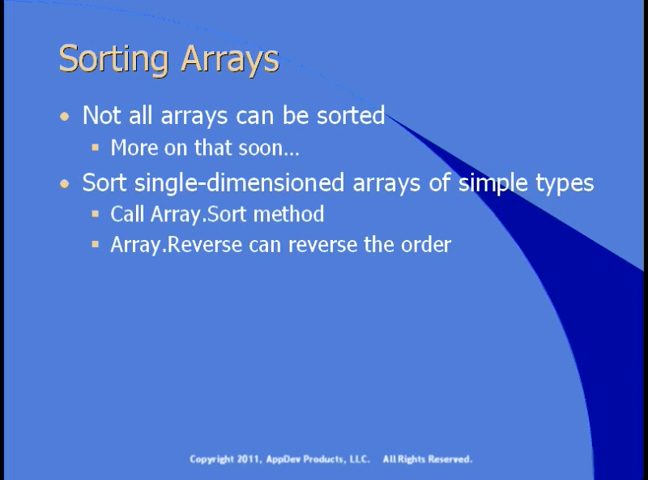 Sorting Arrays
• Not all arrays can be sorted
▪ More on that soon...
• Sort single-dimensioned arrays of simple types
▪ Call Array.Sort method
▪ Array.Reverse can reverse the order
Copyright 2011, AppDev Products, LLC. All Rights Reserved.